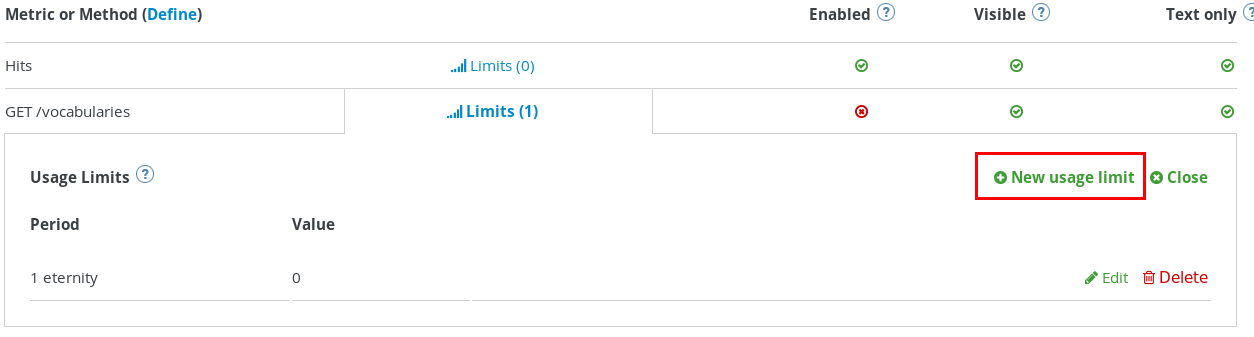 Metric or Method (Define) Enabled ? Visible ? Text only ?
Hits Limits (0)
GET /vocabularies Limits (1)
Usage Limits ? New usage limit Close
Period Value
1 eternity 0 Edit Delete